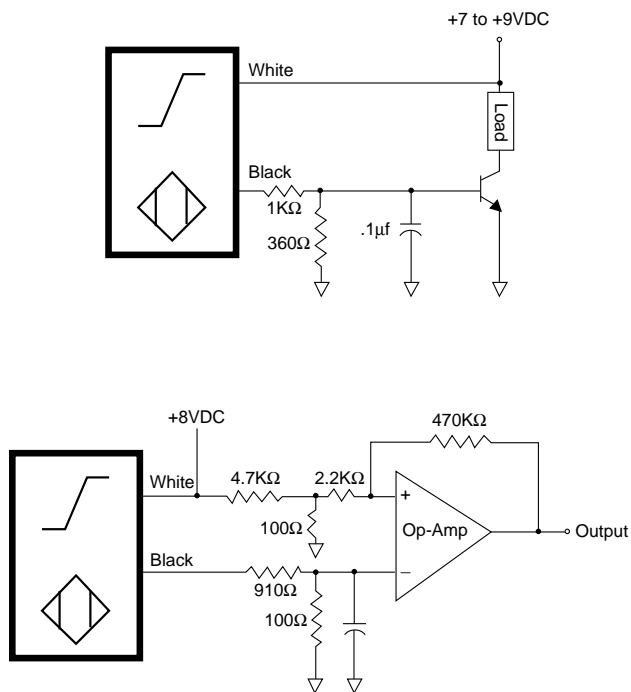 +7 to +9VDC
White
Load
Black
1KΩ
360Ω
.1μf
+8VDC
470KΩ
White
4.7KΩ
2.2KΩ
+
100Ω
Op-Amp
Output
Black
910Ω
−
100Ω